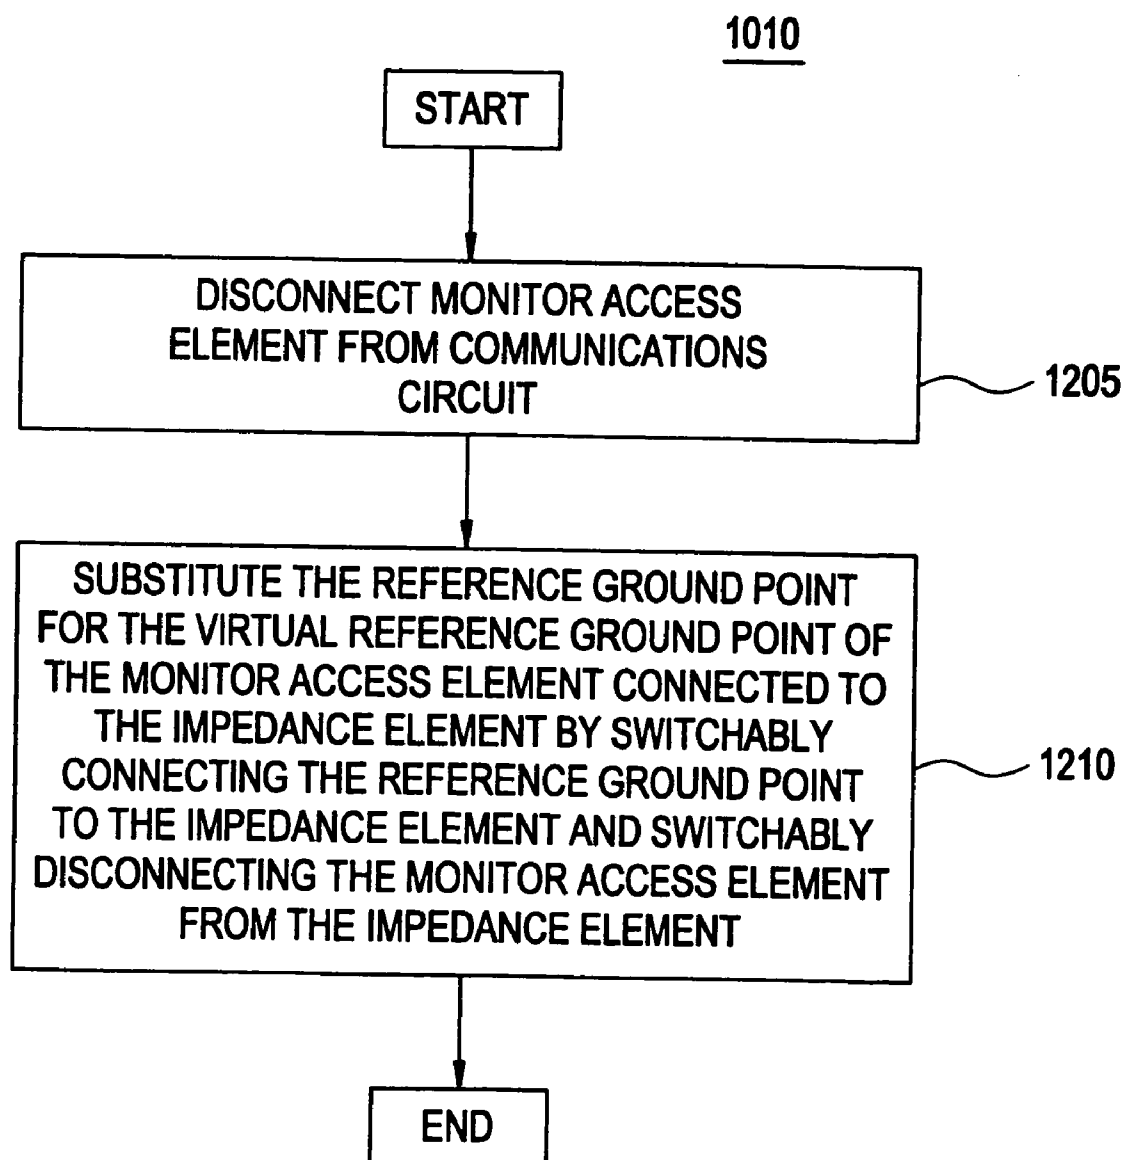 1010
START
DISCONNECT MONITOR ACCESS
ELEMENT FROM COMMUNICATIONS
CIRCUIT
1205
SUBSTITUTE THE REFERENCE GROUND POINT
FOR THE VIRTUAL REFERENCE GROUND POINT OF
THE MONITOR ACCESS ELEMENT CONNECTED TO
THE IMPEDANCE ELEMENT BY SWITCHABLY
CONNECTING THE REFERENCE GROUND POINT
TO THE IMPEDANCE ELEMENT AND SWITCHABLY
DISCONNECTING THE MONITOR ACCESS ELEMENT
FROM THE IMPEDANCE ELEMENT
1210
END